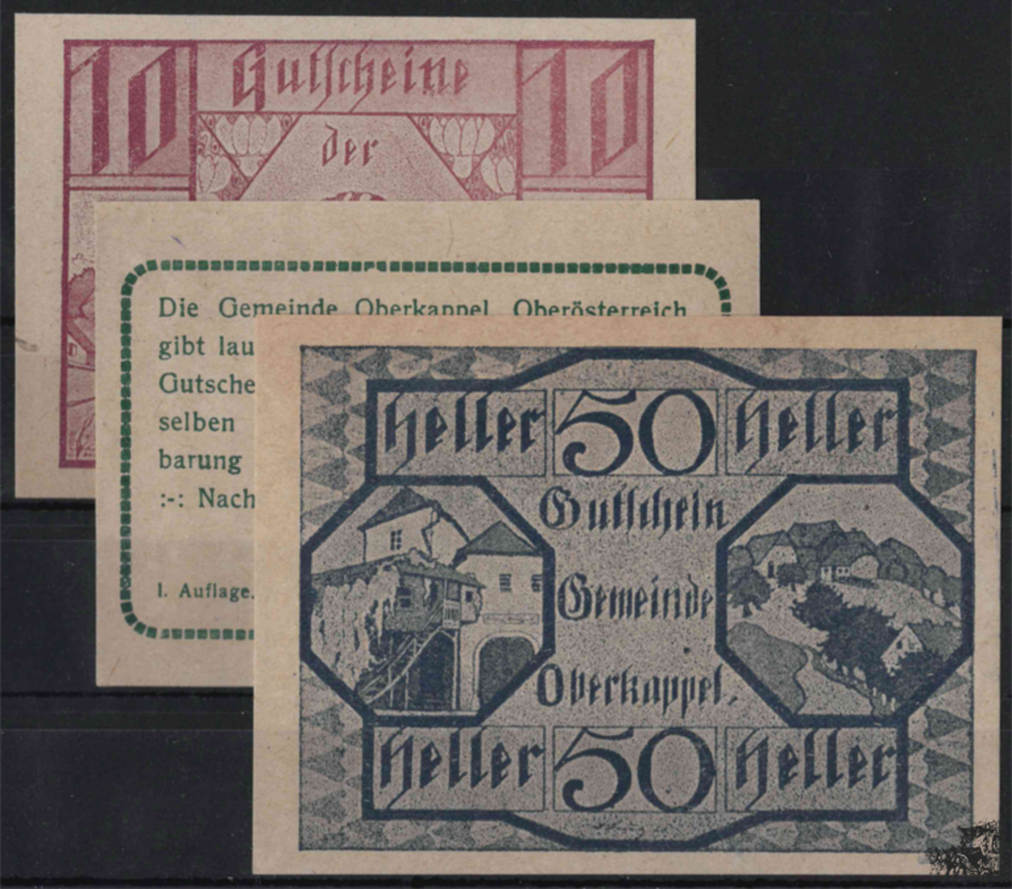 10 Gutscheine 10
der
Die Gemeinde Oberkappel, Oberösterreich
gibt lau
Gutsche
selben
barung
:-: Nach
1. Auflage.
Heller 50 Heller
Gutschein
Gemeinde
Oberkappel.
Heller 50 Heller